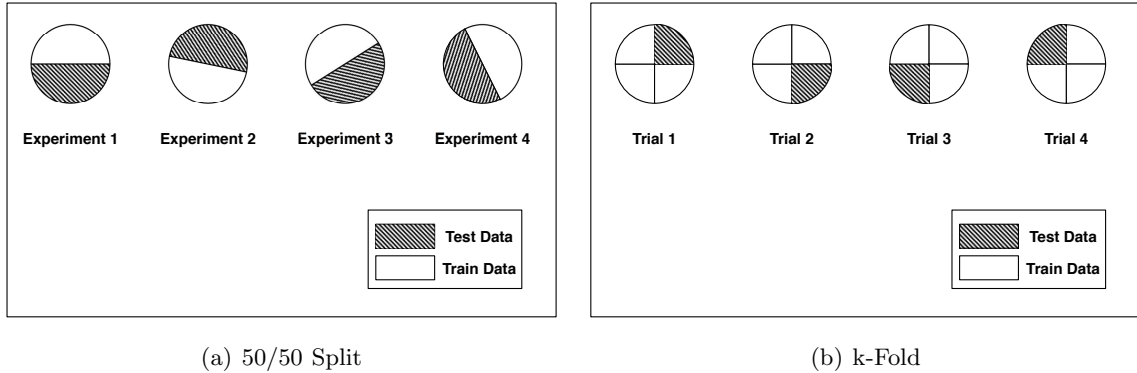 Experiment 1 Experiment 2 Experiment 3 Experiment 4
Test Data
Train Data
(a) 50/50 Split
Trial 1 Trial 2 Trial 3 Trial 4
Test Data
Train Data
(b) k-Fold